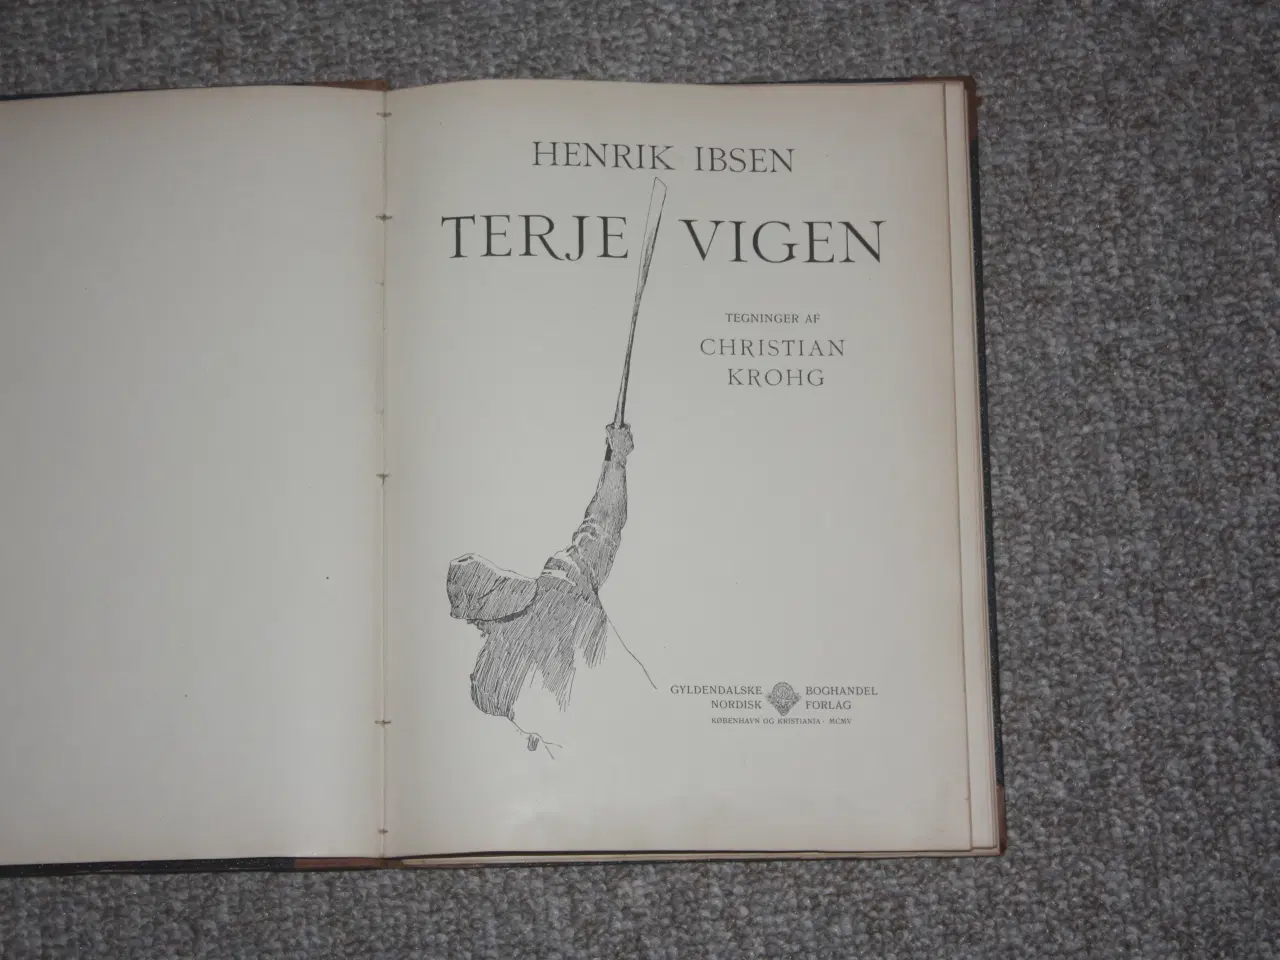 HENRIK IBSEN
TERJE VIGEN
TEGNINGER AF
CHRISTIAN
KROHG
GYLDENDALSKE BOGHANDEL
NORDISK FORLAG
KØBENHAVN OG KRISTIANIA · MCMV